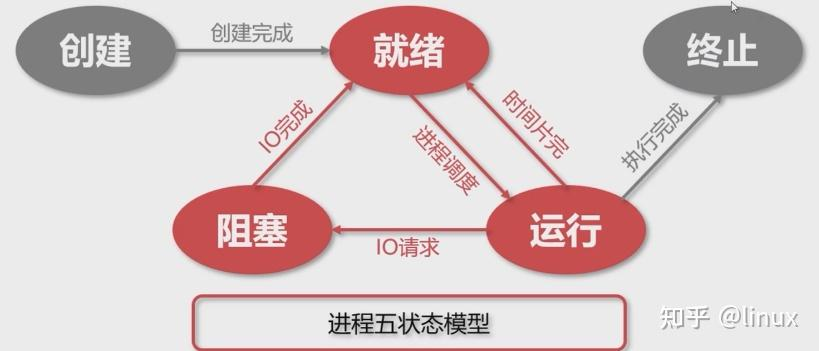 创建
创建完成
就绪
终止
IO完成
进程调度
时间片完
执行完成
阻塞
IO请求
运行
进程五状态模型
知乎 @linux